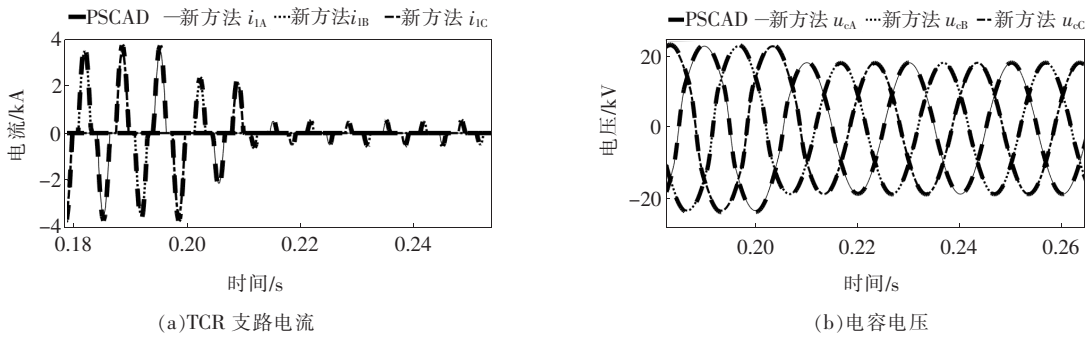 PSCAD 新方法 i1A 新方法 i1B 新方法 i1C
4
2
0
−2
−4
电流/kA
0.18 0.20 0.22 0.24
时间/s
(a)TCR 支路电流
PSCAD 新方法 ucA 新方法 ucB 新方法 ucC
20
0
−20
电压/kV
0.20 0.22 0.24 0.26
时间/s
(b)电容电压